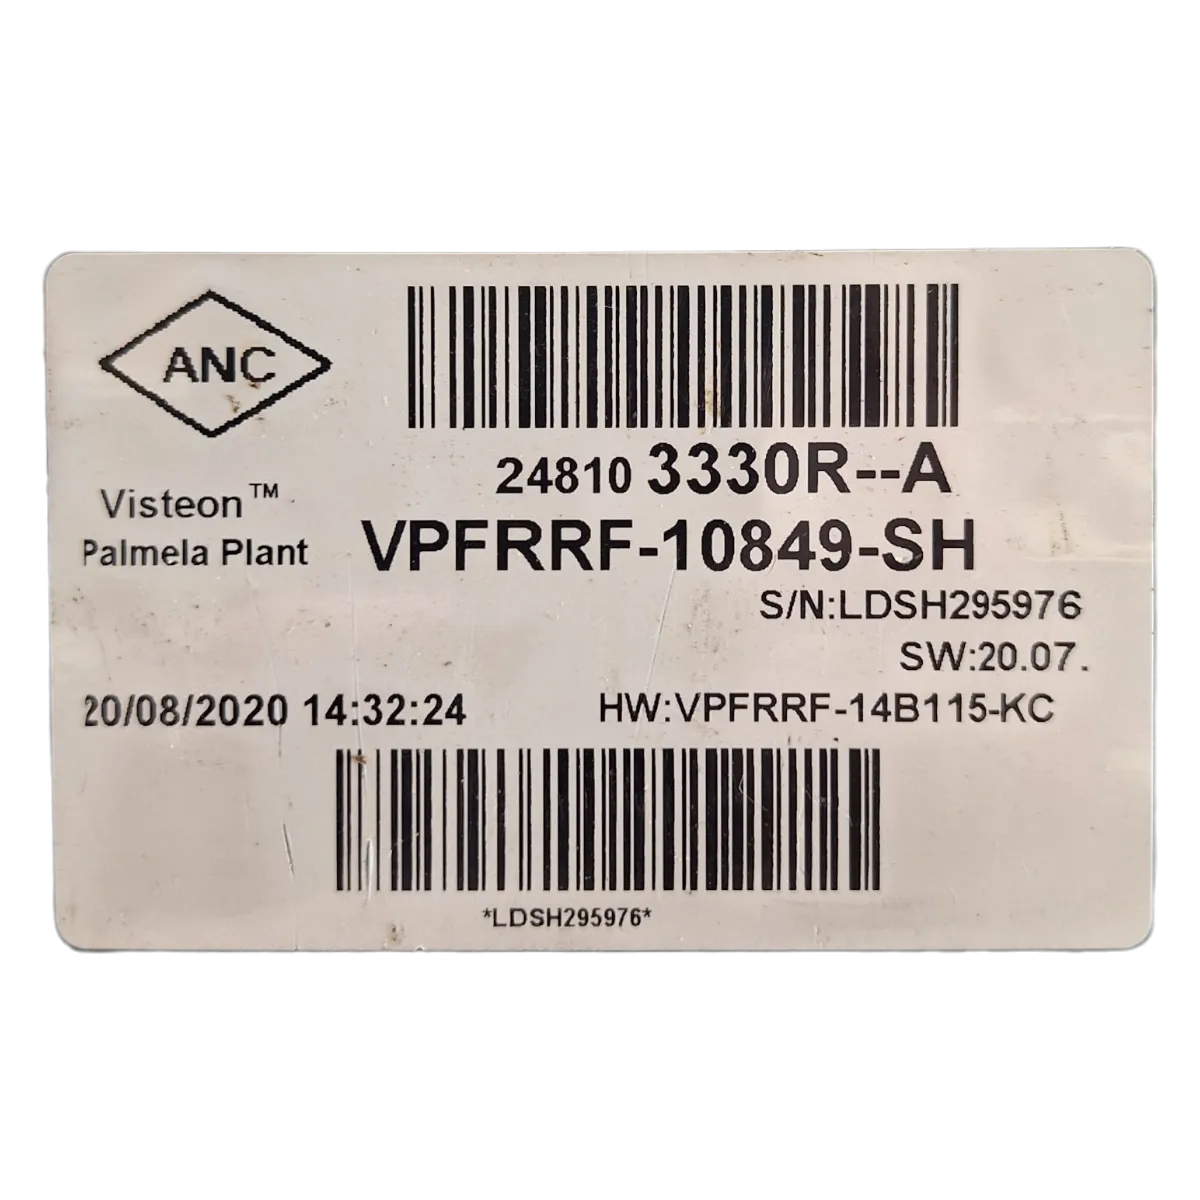 ANC
24810 3330R--A
Visteon™
Palmela Plant
VPFRRF-10849-SH
S/N:LDSH295976
SW:20.07.
20/08/2020 14:32:24
HW:VPFRRF-14B115-KC
*LDSH295976*